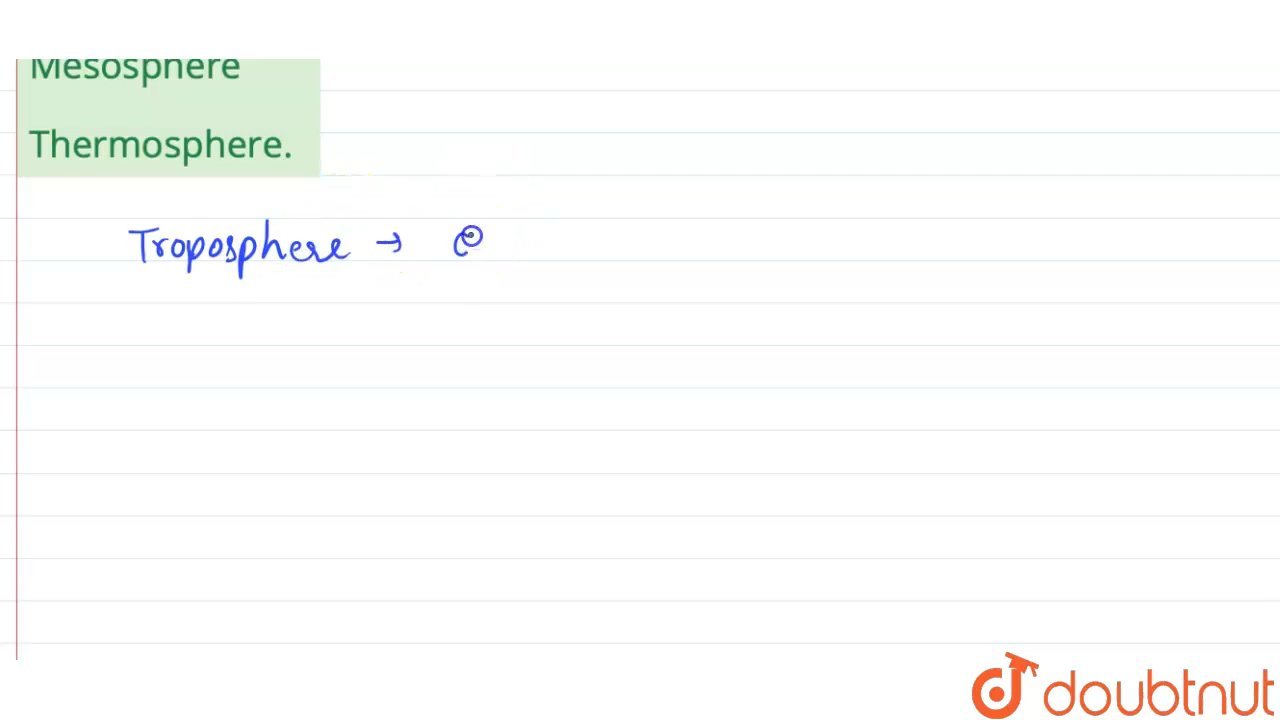 Mesosphere
Thermosphere.
Troposphere →
doubtnut